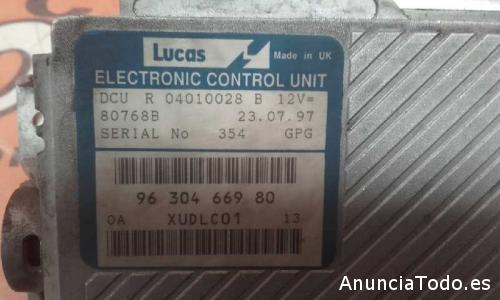 Lucas Made in UK
ELECTRONIC CONTROL UNIT
DCU R 04010028 B 12V=
80768B 23.07.97
SERIAL No 354 GPG
96 304 669 80
0A XUDLC01 13
AnunciaTodo.es